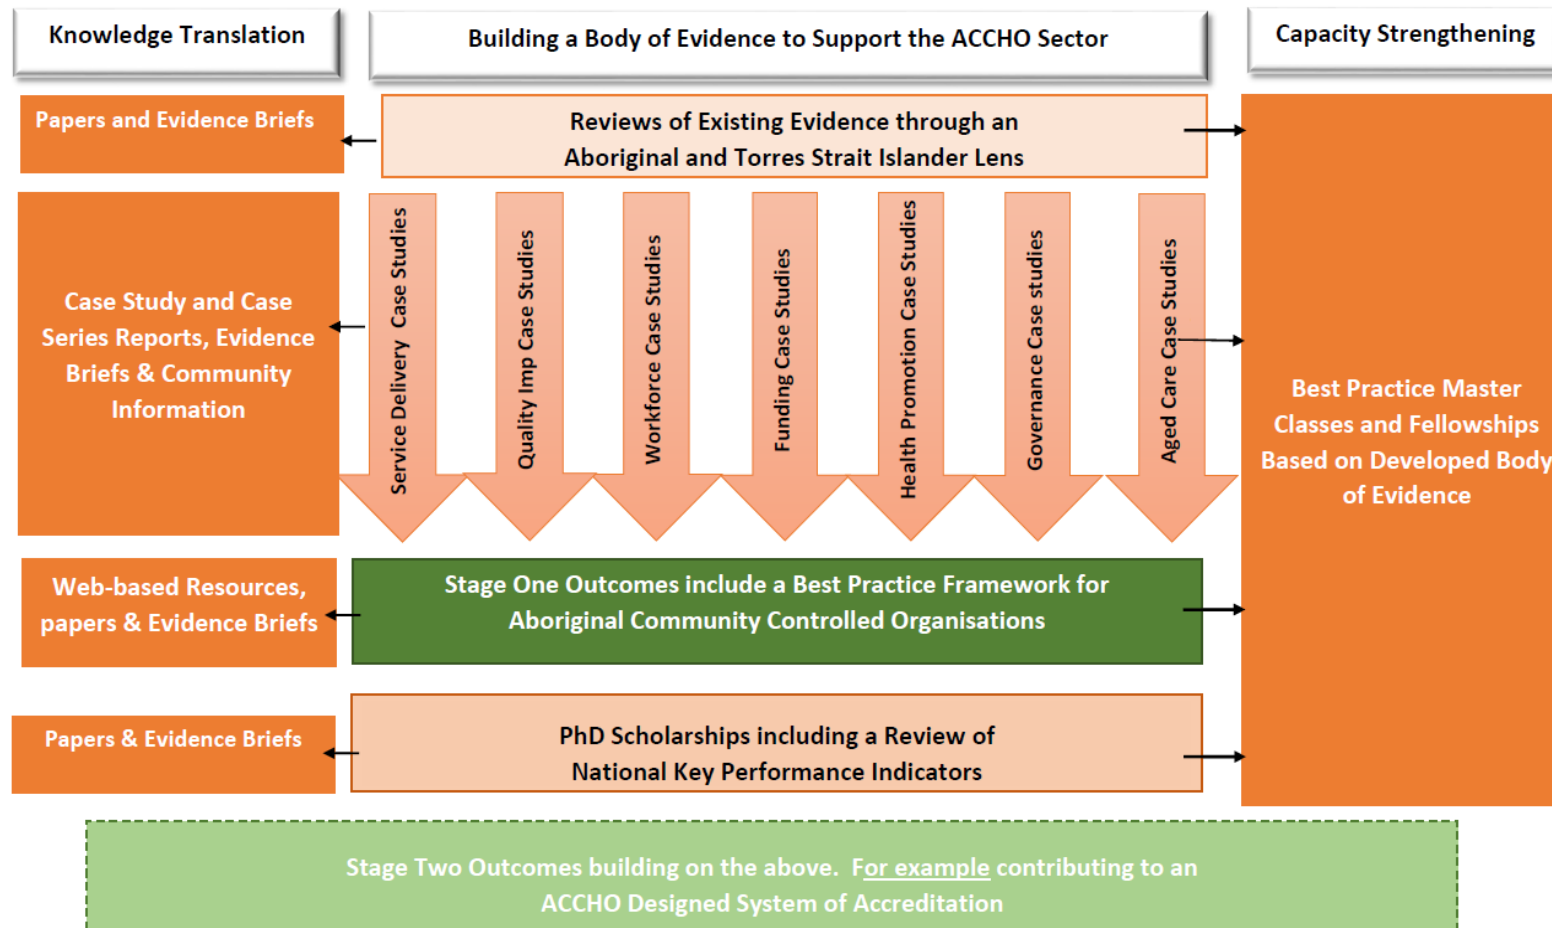 Knowledge Translation
Building a Body of Evidence to Support the ACCHO Sector
Capacity Strengthening
Papers and Evidence Briefs
Reviews of Existing Evidence through an
Aboriginal and Torres Strait Islander Lens
Case Study and Case
Series Reports, Evidence
Briefs & Community
Information
Service Delivery Case Studies
Quality Imp Case Studies
Workforce Case Studies
Funding Case Studies
Health Promotion Case Studies
Governance Case studies
Aged Care Case Studies
Best Practice Master
Classes and Fellowships
Based on Developed Body
of Evidence
Web-based Resources,
papers & Evidence Briefs
Stage One Outcomes include a Best Practice Framework for
Aboriginal Community Controlled Organisations
Papers & Evidence Briefs
PhD Scholarships including a Review of
National Key Performance Indicators
Stage Two Outcomes building on the above. For example contributing to an
ACCHO Designed System of Accreditation